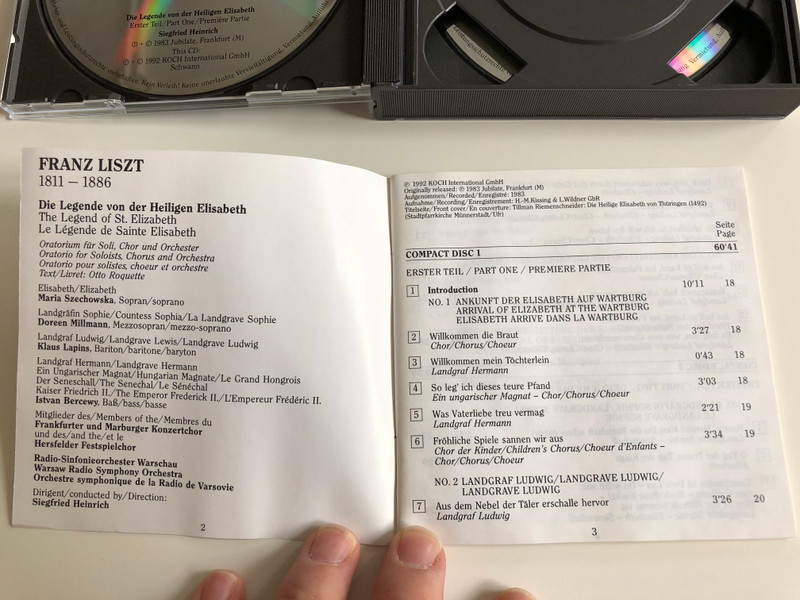 Die Legende von der Heiligen Elisabeth
Erster Teil/Part One/Première Partie
Siegfried Heinrich
℗ + © 1983 Jubilate, Frankfurt (M)
This CD:
℗ + © 1992 KOCH International GmbH
Schwann
FRANZ LISZT
1811 – 1886
Die Legende von der Heiligen Elisabeth
The Legend of St. Elizabeth
Le Légende de Sainte Elisabeth
Oratorium für Soli, Chor und Orchester
Oratorio for Soloists, Chorus and Orchestra
Oratorio pour solistes, choeur et orchestre
Text/Livret: Otto Roquette
Elisabeth/Elizabeth
Maria Szechowska, Sopran/soprano
Landgräfin Sophie/Countess Sophia/La Landgrave Sophie
Doreen Millmann, Mezzosopran/mezzo-soprano
Landgraf Ludwig/Landgrave Lewis/Landgrave Ludwig
Klaus Lapins, Bariton/baritone/baryton
Landgraf Hermann/Landgrave Hermann
Ein Ungarischer Magnat/Hungarian Magnate/Le Grand Hongrois
Der Seneschall/The Senechal/Le Sénéchal
Kaiser Friedrich II./The Emperor Frederick II./L'Empereur Frédéric II.
Istvan Bercewy, Baß/bass/basse
Mitglieder des/Members of the/Membres du
Frankfurter und Marburger Konzertchor
und des/and the/et le
Hersfelder Festspielchor
Radio-Sinfonieorchester Warschau
Warsaw Radio Symphony Orchestra
Orchestre symphonique de la Radio de Varsovie
Dirigent/conducted by/Direction:
Siegfried Heinrich
2
℗ 1992 KOCH International GmbH
Originally released: ℗ 1983 Jubilate, Frankfurt (M)
Aufgenommen/Recorded/Enregistré: 1983
Aufnahme/Recording/Enregistrement: H.-M.Kissing & L.Wildner GbR
Titelseite/Front cover/En couverture: Tillman Riemenschneider: Die Heilige Elisabeth von Thüringen (1492)
(Stadtpfarrkirche Münnerstadt/Ufr)
Seite
Page
COMPACT DISC 1 60'41
ERSTER TEIL / PART ONE / PREMIERE PARTIE
1 Introduction 10'11 18
NO. 1 ANKUNFT DER ELISABETH AUF WARTBURG
ARRIVAL OF ELIZABETH AT THE WARTBURG
ELISABETH ARRIVE DANS LA WARTBURG
2 Willkommen die Braut 3'27 18
Chor/Chorus/Choeur
3 Willkommen mein Töchterlein 0'43 18
Landgraf Hermann
4 So leg' ich dieses teure Pfand 3'03 18
Ein ungarischer Magnat – Chor/Chorus/Choeur
5 Was Vaterliebe treu vermag 2'21 19
Landgraf Hermann
6 Fröhliche Spiele sannen wir aus 3'34 19
Chor der Kinder/Children's Chorus/Choeur d'Enfants –
Chor/Chorus/Choeur
NO. 2 LANDGRAF LUDWIG/LANDGRAVE LUDWIG/
LANDGRAVE LUDWIG
7 Aus dem Nebel der Täler erschalle hervor 3'26 20
Landgraf Ludwig
3